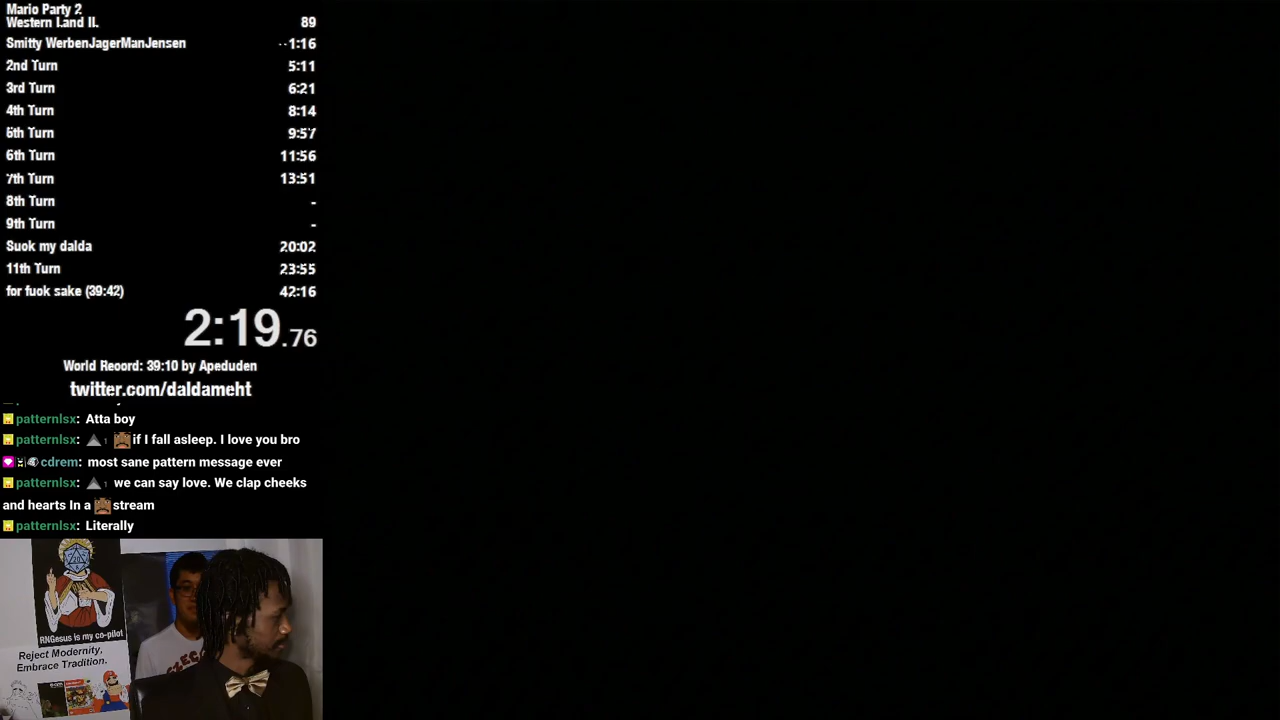 Mario Party 2
Western Land II. 89
Smitty WerbenJagerManJensen -1:16
2nd Turn 5:11
3rd Turn 6:21
4th Turn 8:14
5th Turn 9:57
6th Turn 11:56
7th Turn 13:51
8th Turn -
9th Turn -
Suok my dalda 20:02
11th Turn 23:55
for fuok sake (39:42) 42:16
2:19.76
World Reoord: 39:10 by Apeduden
twitter.com/daldameht
patternlsx: Atta boy
patternlsx: 1 if I fall asleep. I love you bro
cdrem: most sane pattern message ever
patternlsx: 1 we can say love. We clap cheeks
and hearts In a stream
patternlsx: Literally
RNGesus is my co-pilot
Reject Modernity,
Embrace Tradition.